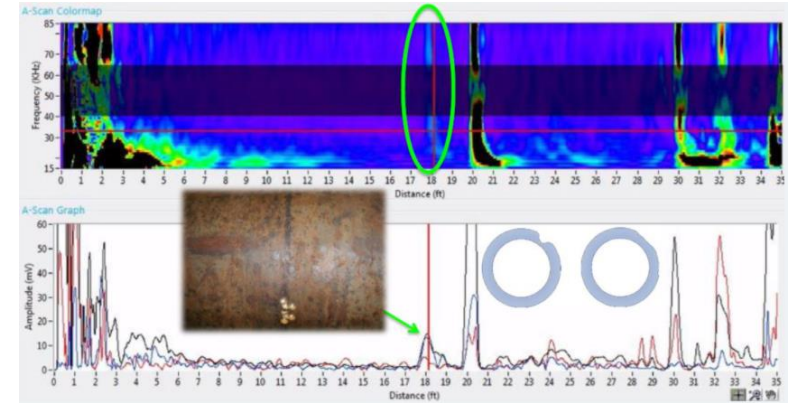 A-Scan Colormap
85
70
60
50
40
30
15
Frequency (KHz)
0 1 2 3 4 5 6 7 8 9 10 11 12 13 14 15 16 17 18 19 20 21 22 23 24 25 26 27 28 29 30 31 32 33 34 35
Distance (ft)
A-Scan Graph
60
50
40
30
20
10
0
Amplitude (mV)
0 1 2 3 4 5 6 7 8 9 10 11 12 13 14 15 16 17 18 19 20 21 22 23 24 25 26 27 28 29 30 31 32 33 34 35
Distance (ft)